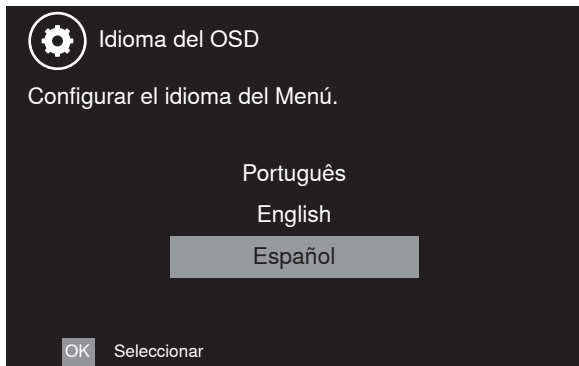 Idioma del OSD
Configurar el idioma del Menú.
Português
English
Español
OK Seleccionar